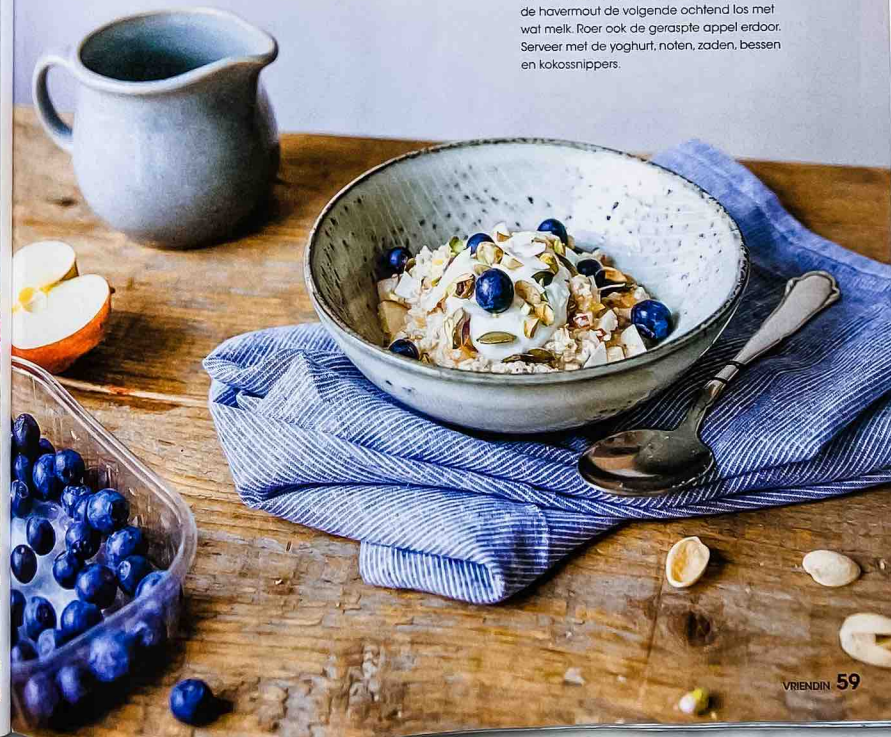 de havermout de volgende ochtend los met
wat melk. Roer ook de geraspte appel erdoor.
Serveer met de yoghurt, noten, zaden, bessen
en kokossnippers.
VRIENDIN 59